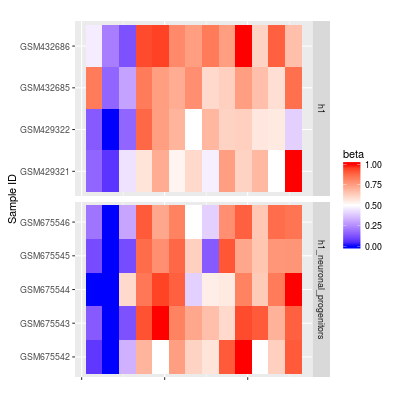 GSM432686
GSM432685
GSM429322
GSM429321
h1
GSM675546
GSM675545
GSM675544
GSM675543
GSM675542
h1_neuronal_progenitors
Sample ID
beta
1.00
0.75
0.50
0.25
0.00